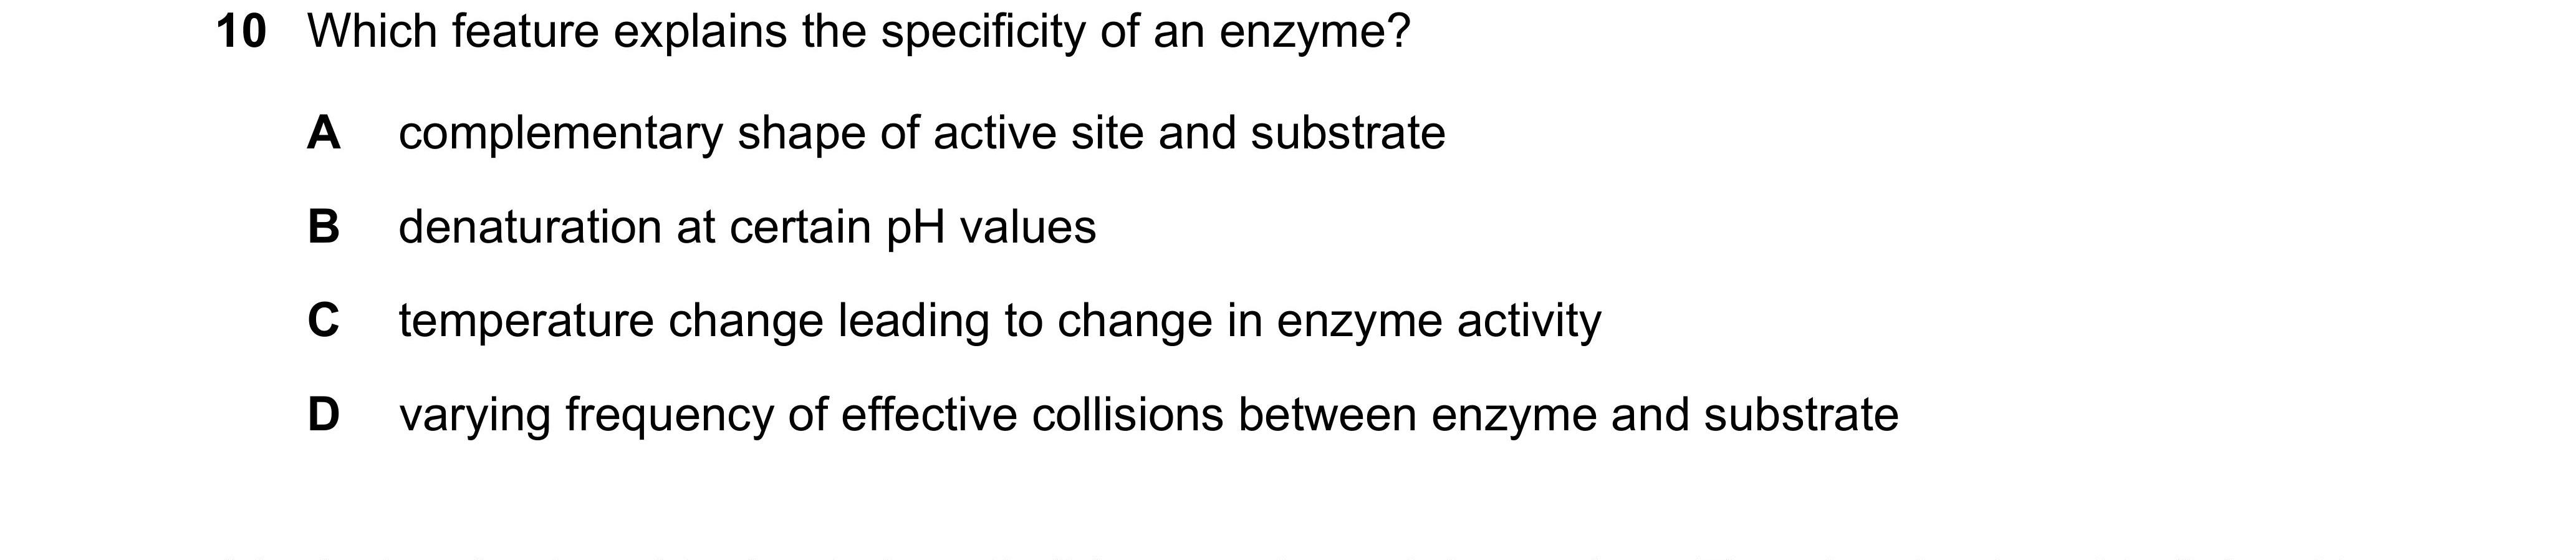 10 Which feature explains the specificity of an enzyme?
A complementary shape of active site and substrate
B denaturation at certain pH values
C temperature change leading to change in enzyme activity
D varying frequency of effective collisions between enzyme and substrate